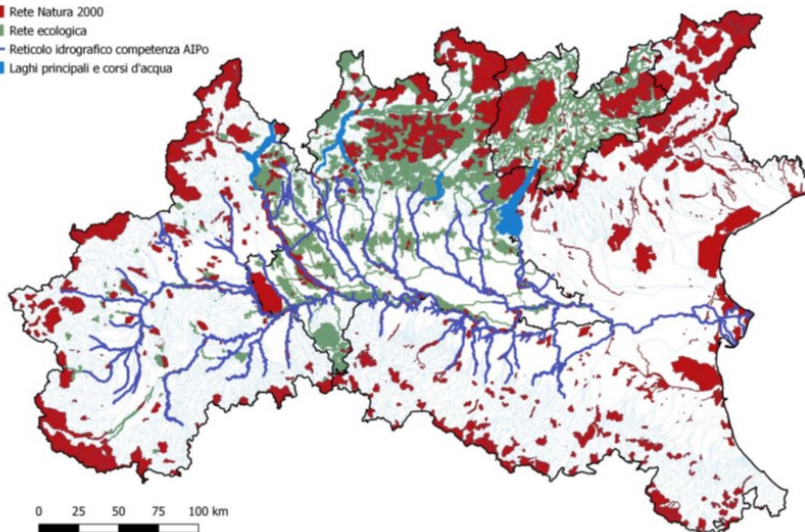 Rete Natura 2000
Rete ecologica
Reticolo idrografico competenza AIPo
Laghi principali e corsi d'acqua
0 25 50 75 100 km